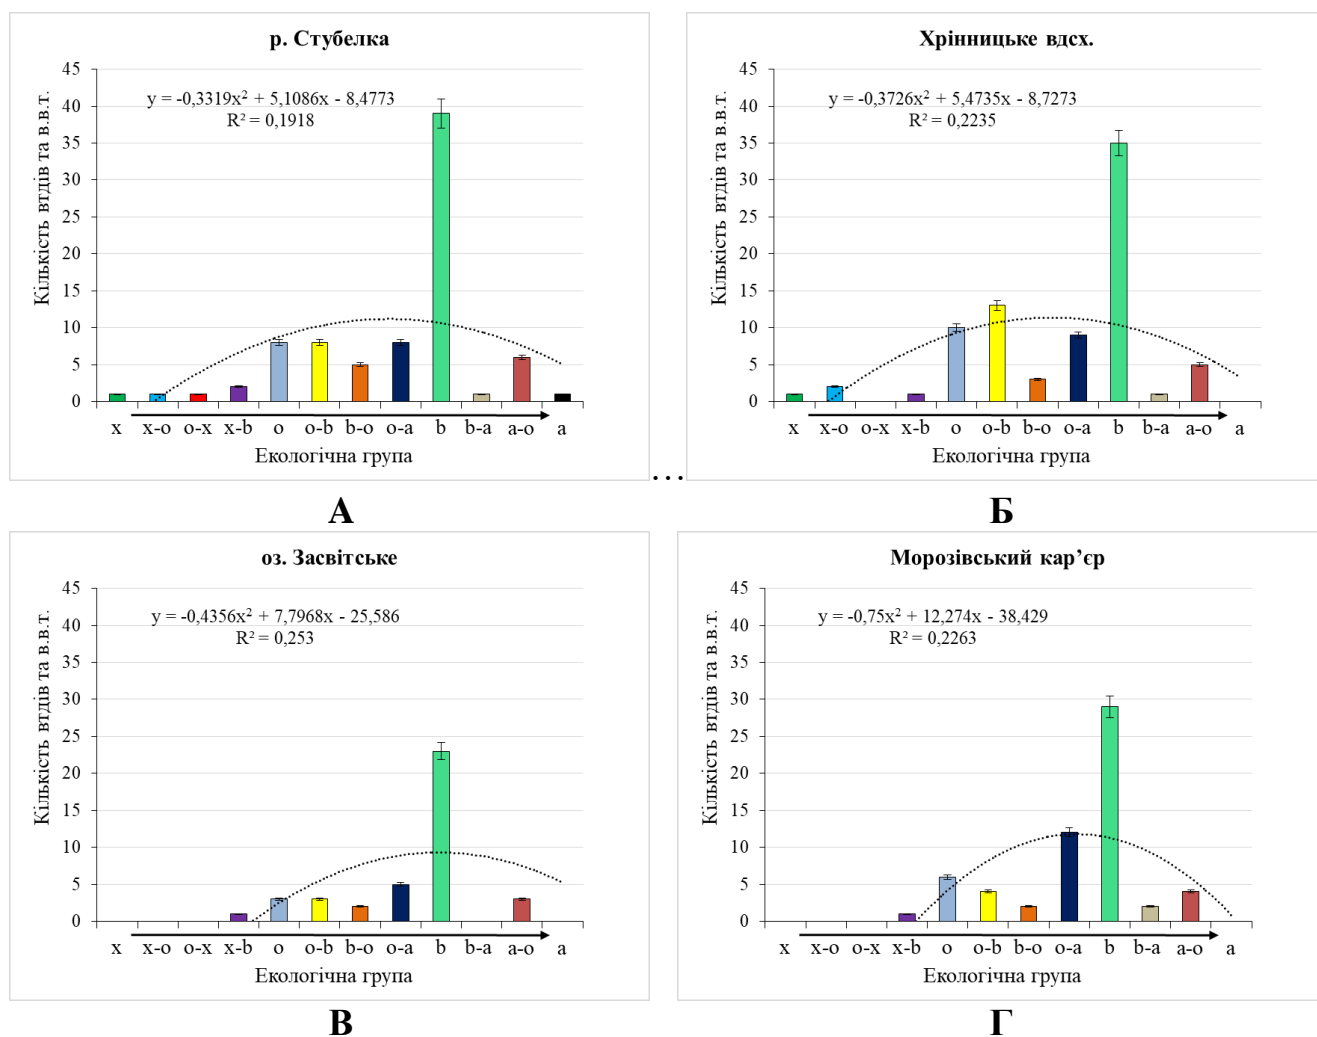 р. Стубелка
y = -0,3319x² + 5,1086x - 8,4773
R² = 0,1918
Кількість втдів та в.в.т.
45
40
35
30
25
20
15
10
5
0
x x-o o-x x-b o o-b b-o o-a b b-a a-o a
Екологічна група
А
Хрінницьке вдсх.
y = -0,3726x² + 5,4735x - 8,7273
R² = 0,2235
Кількість втдів та в.в.т.
45
40
35
30
25
20
15
10
5
0
x x-o o-x x-b o o-b b-o o-a b b-a a-o a
Екологічна група
...
Б
оз. Засвітське
y = -0,4356x² + 7,7968x - 25,586
R² = 0,253
Кількість втдів та в.в.т.
45
40
35
30
25
20
15
10
5
0
x x-o o-x x-b o o-b b-o o-a b b-a a-o a
Екологічна група
В
Морозівський кар’єр
y = -0,75x² + 12,274x - 38,429
R² = 0,2263
Кількість втдів та в.в.т.
45
40
35
30
25
20
15
10
5
0
x x-o o-x x-b o o-b b-o o-a b b-a a-o a
Екологічна група
Г